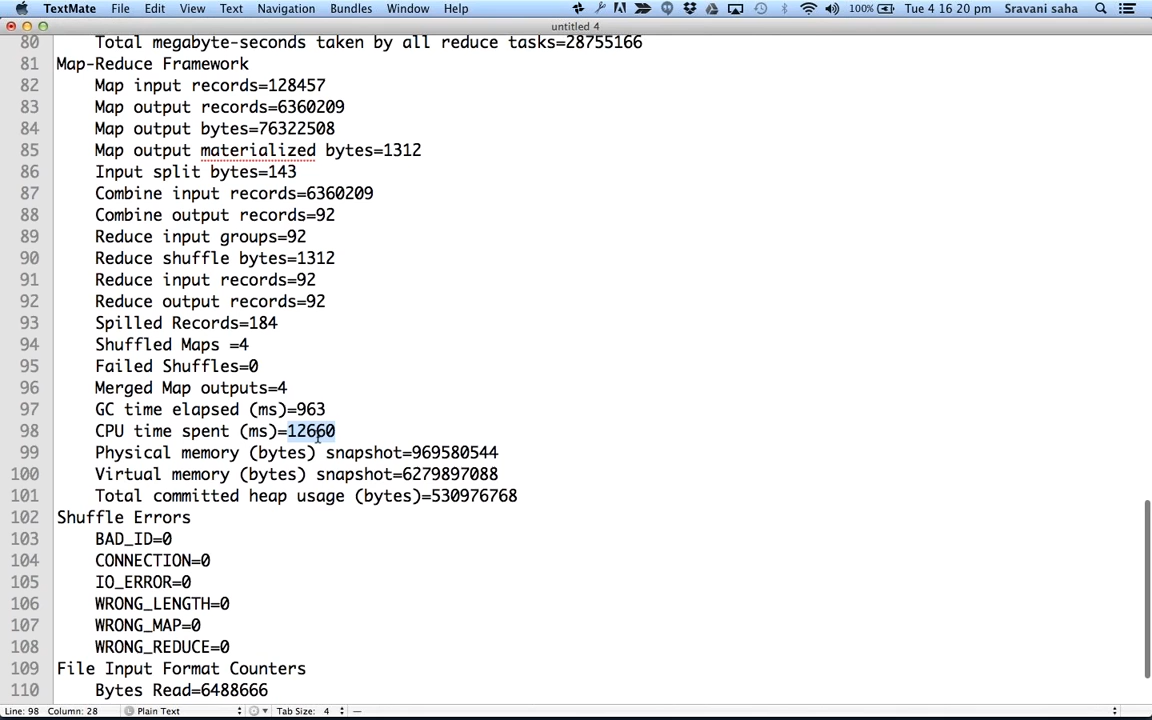 TextMate File Edit View Text Navigation Bundles Window Help 100% Tue 4 16 20 pm Sravani saha
untitled 4
80 Total megabyte-seconds taken by all reduce tasks=28755166
81 Map-Reduce Framework
82 Map input records=128457
83 Map output records=6360209
84 Map output bytes=76322508
85 Map output materialized bytes=1312
86 Input split bytes=143
87 Combine input records=6360209
88 Combine output records=92
89 Reduce input groups=92
90 Reduce shuffle bytes=1312
91 Reduce input records=92
92 Reduce output records=92
93 Spilled Records=184
94 Shuffled Maps =4
95 Failed Shuffles=0
96 Merged Map outputs=4
97 GC time elapsed (ms)=963
98 CPU time spent (ms)=12660
99 Physical memory (bytes) snapshot=969580544
100 Virtual memory (bytes) snapshot=6279897088
101 Total committed heap usage (bytes)=530976768
102 Shuffle Errors
103 BAD_ID=0
104 CONNECTION=0
105 IO_ERROR=0
106 WRONG_LENGTH=0
107 WRONG_MAP=0
108 WRONG_REDUCE=0
109 File Input Format Counters
110 Bytes Read=6488666
Line: 98 Column: 28 L Plain Text Tab Size: 4 —